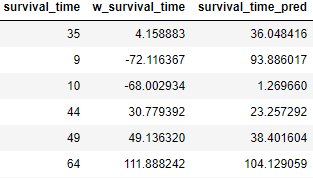 survival_time w_survival_time survival_time_pred
35 4.158883 36.048416
9 -72.116367 93.886017
10 -68.002934 1.269660
44 30.779392 23.257292
49 49.136320 38.401604
64 111.888242 104.129059